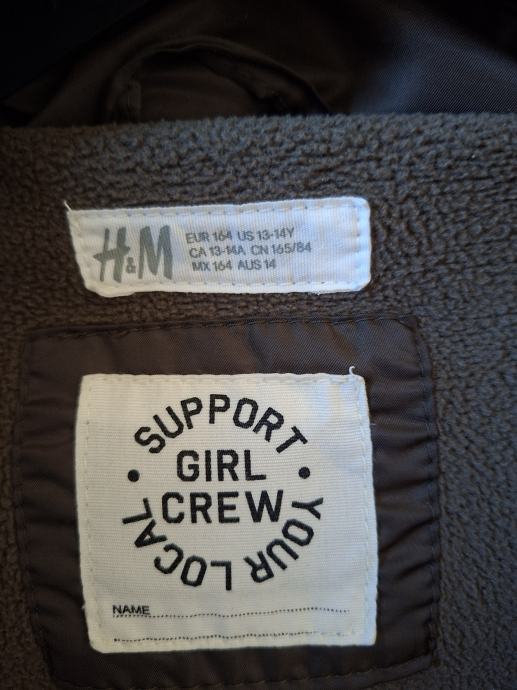 H&M
EUR 164 US 13-14Y
CA 13-14A CN 165/84
MX 164 AUS 14
SUPPORT
GIRL
CREW
YOUR LOCAL
NAME